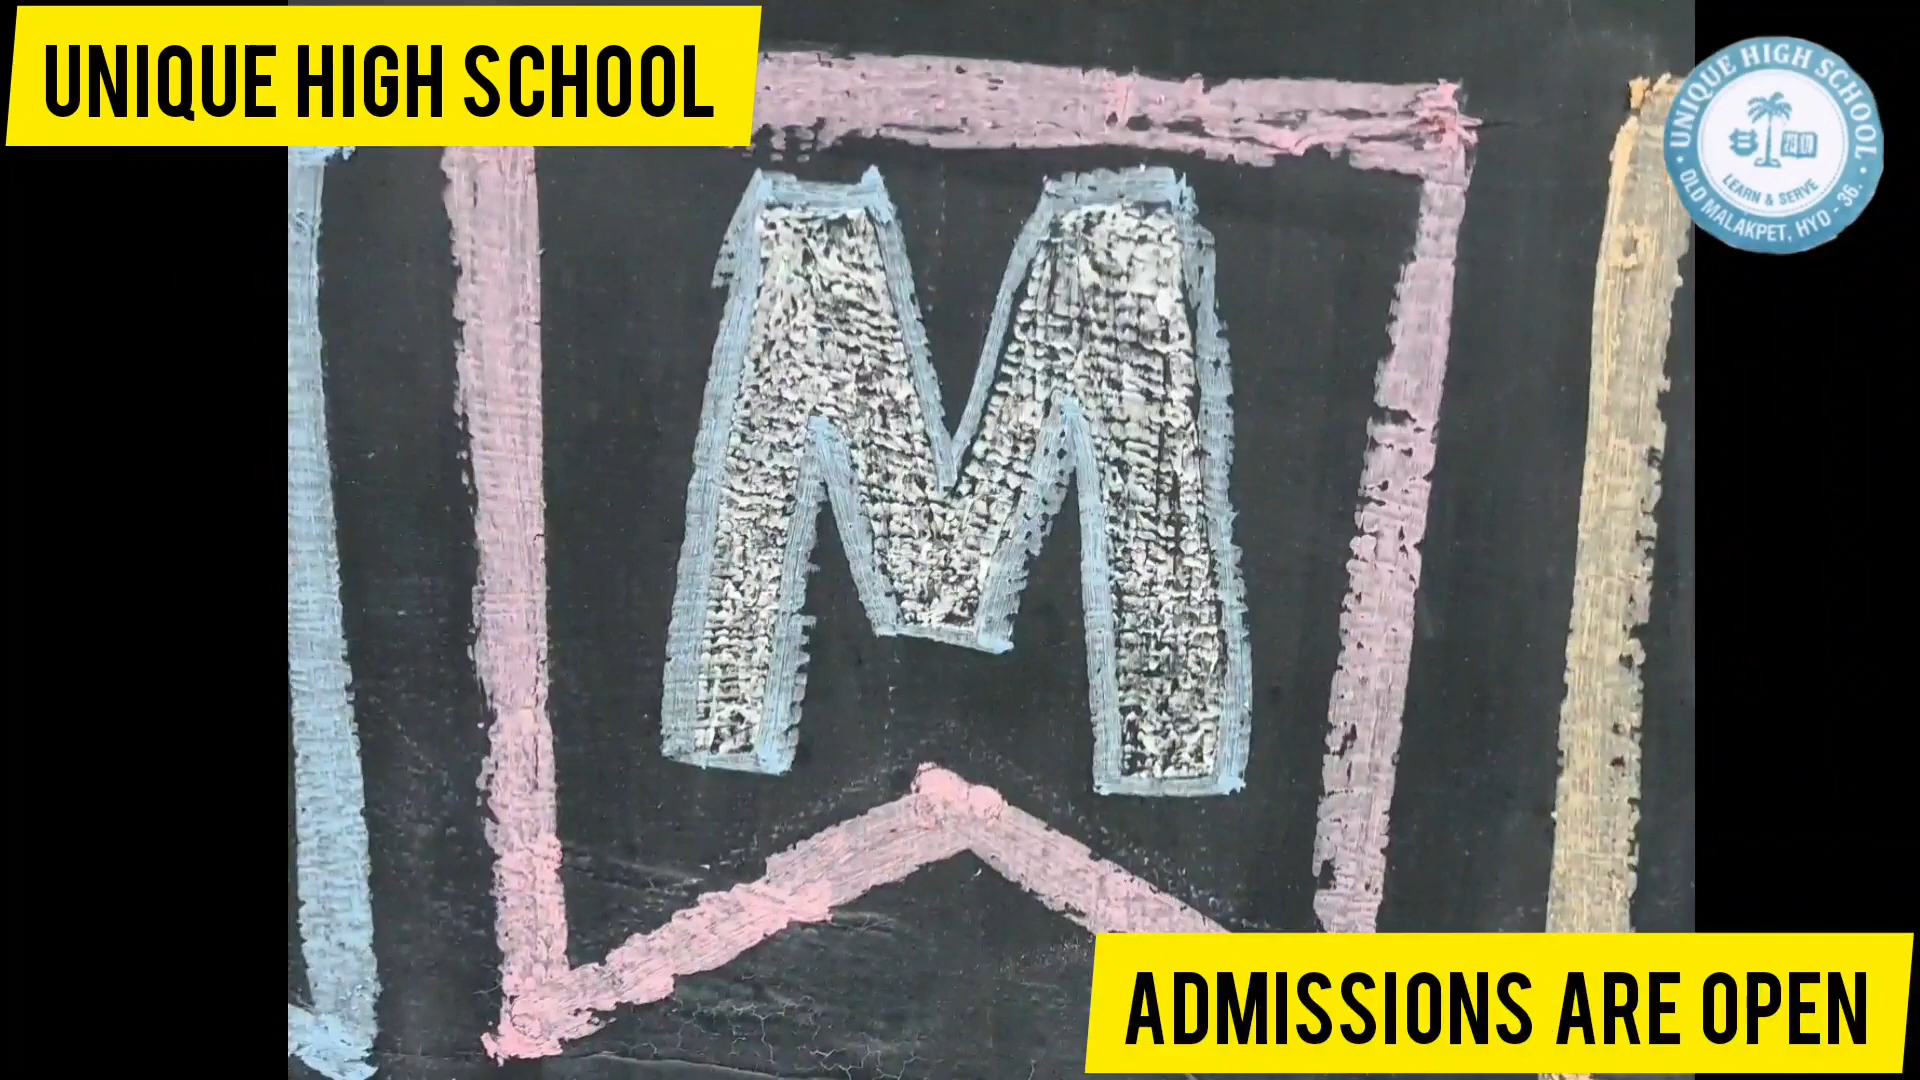 UNIQUE HIGH SCHOOL
UNIQUE HIGH SCHOOL
LEARN & SERVE
OLD MALAKPET, HYD - 36.
M
ADMISSIONS ARE OPEN